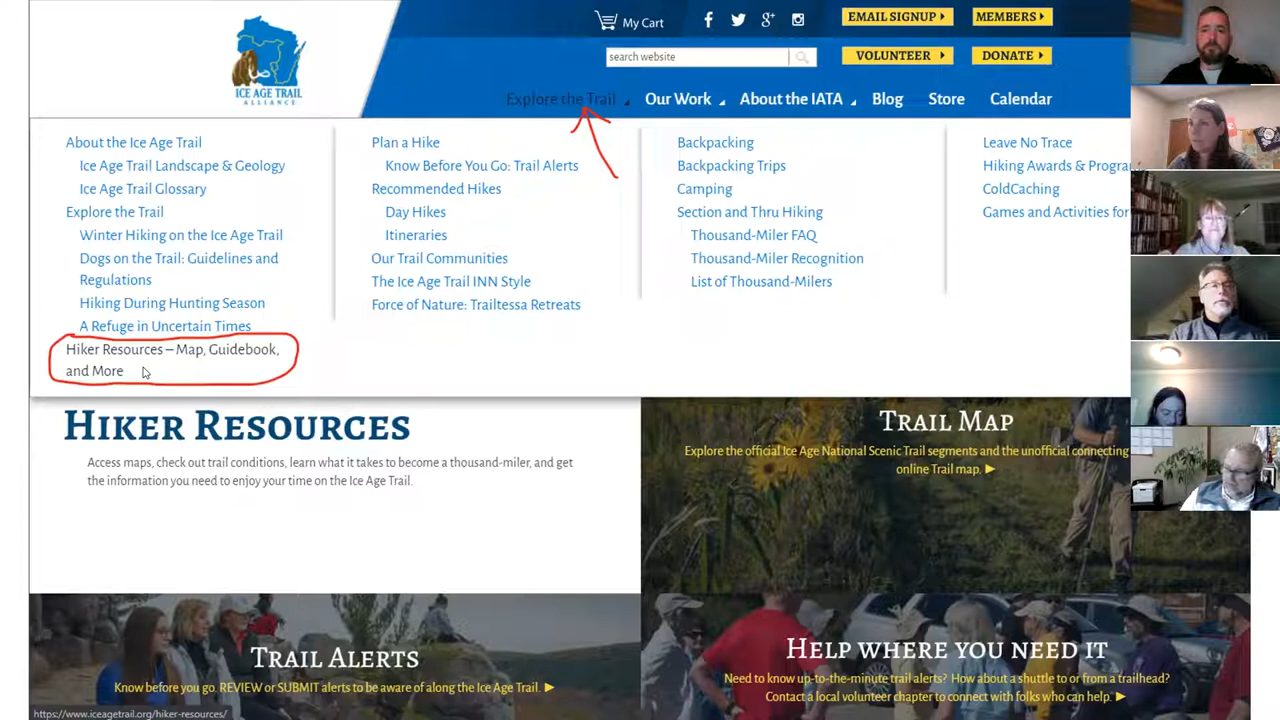 ICE AGE TRAIL
ALLIANCE
My Cart
EMAIL SIGNUP
MEMBERS
search website
VOLUNTEER
DONATE
Explore the Trail
Our Work
About the IATA
Blog
Store
Calendar
About the Ice Age Trail
Ice Age Trail Landscape & Geology
Ice Age Trail Glossary
Explore the Trail
Winter Hiking on the Ice Age Trail
Dogs on the Trail: Guidelines and
Regulations
Hiking During Hunting Season
A Refuge in Uncertain Times
Hiker Resources – Map, Guidebook,
and More
Plan a Hike
Know Before You Go: Trail Alerts
Recommended Hikes
Day Hikes
Itineraries
Our Trail Communities
The Ice Age Trail INN Style
Force of Nature: Trailtessa Retreats
Backpacking
Backpacking Trips
Camping
Section and Thru Hiking
Thousand-Miler FAQ
Thousand-Miler Recognition
List of Thousand-Milers
Leave No Trace
Hiking Awards & Progra
ColdCaching
Games and Activities for
Hiker Resources
Access maps, check out trail conditions, learn what it takes to become a thousand-miler, and get
the information you need to enjoy your time on the Ice Age Trail.
Trail Map
Explore the official Ice Age National Scenic Trail segments and the unofficial connecting
online Trail map.
Trail Alerts
Know before you go. REVIEW or SUBMIT alerts to be aware of along the Ice Age Trail.
Help where you need it
Need to know up-to-the-minute trail alerts? How about a shuttle to or from a trailhead?
Contact a local volunteer chapter to connect with folks who can help.
https://www.iceagetrail.org/hiker-resources/